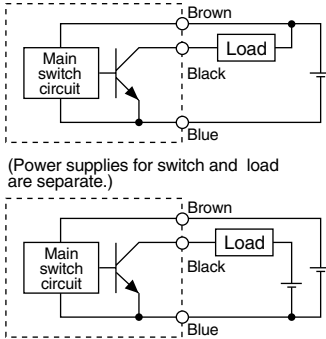 Brown
Main
switch
circuit
Load
Black
Blue
(Power supplies for switch and load
are separate.)
Brown
Main
switch
circuit
Load
Black
Blue